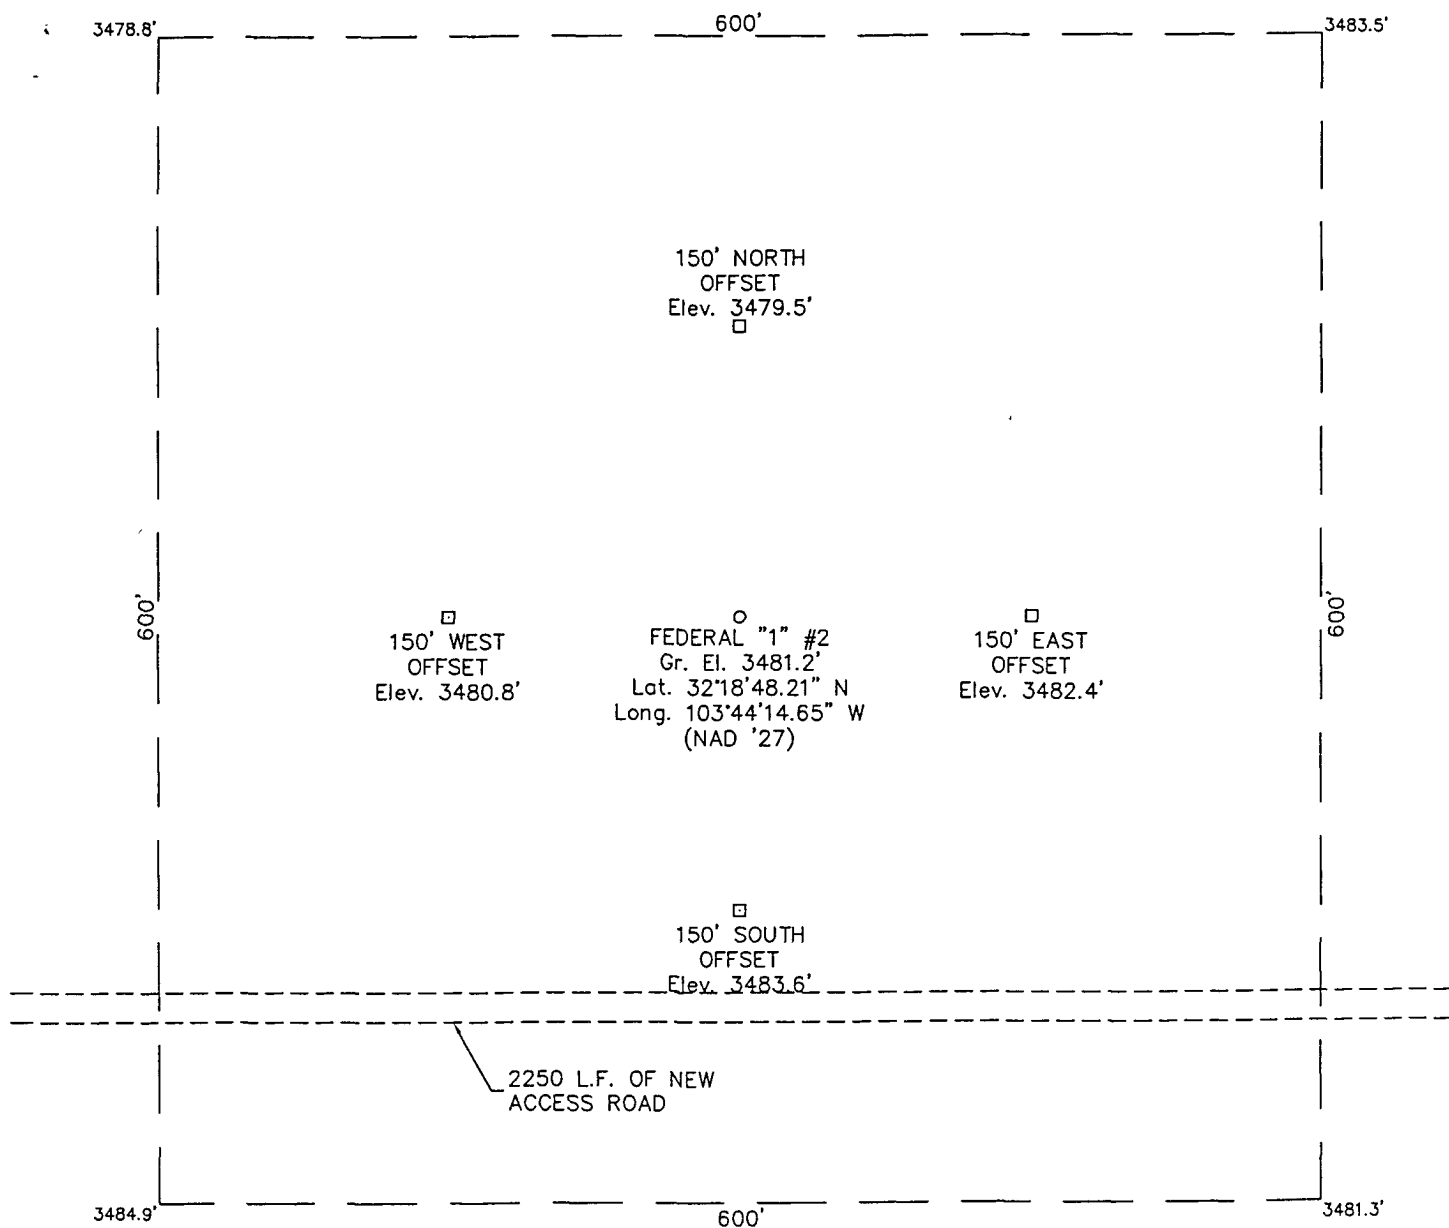 3478.8'
600'
3483.5'
150' NORTH
OFFSET
Elev. 3479.5'
600'
600'
150' WEST
OFFSET
Elev. 3480.8'
FEDERAL "1" #2
Gr. El. 3481.2'
Lat. 32°18'48.21" N
Long. 103°44'14.65" W
(NAD '27)
150' EAST
OFFSET
Elev. 3482.4'
150' SOUTH
OFFSET
Elev. 3483.6'
2250 L.F. OF NEW
ACCESS ROAD
3484.9'
600'
3481.3'